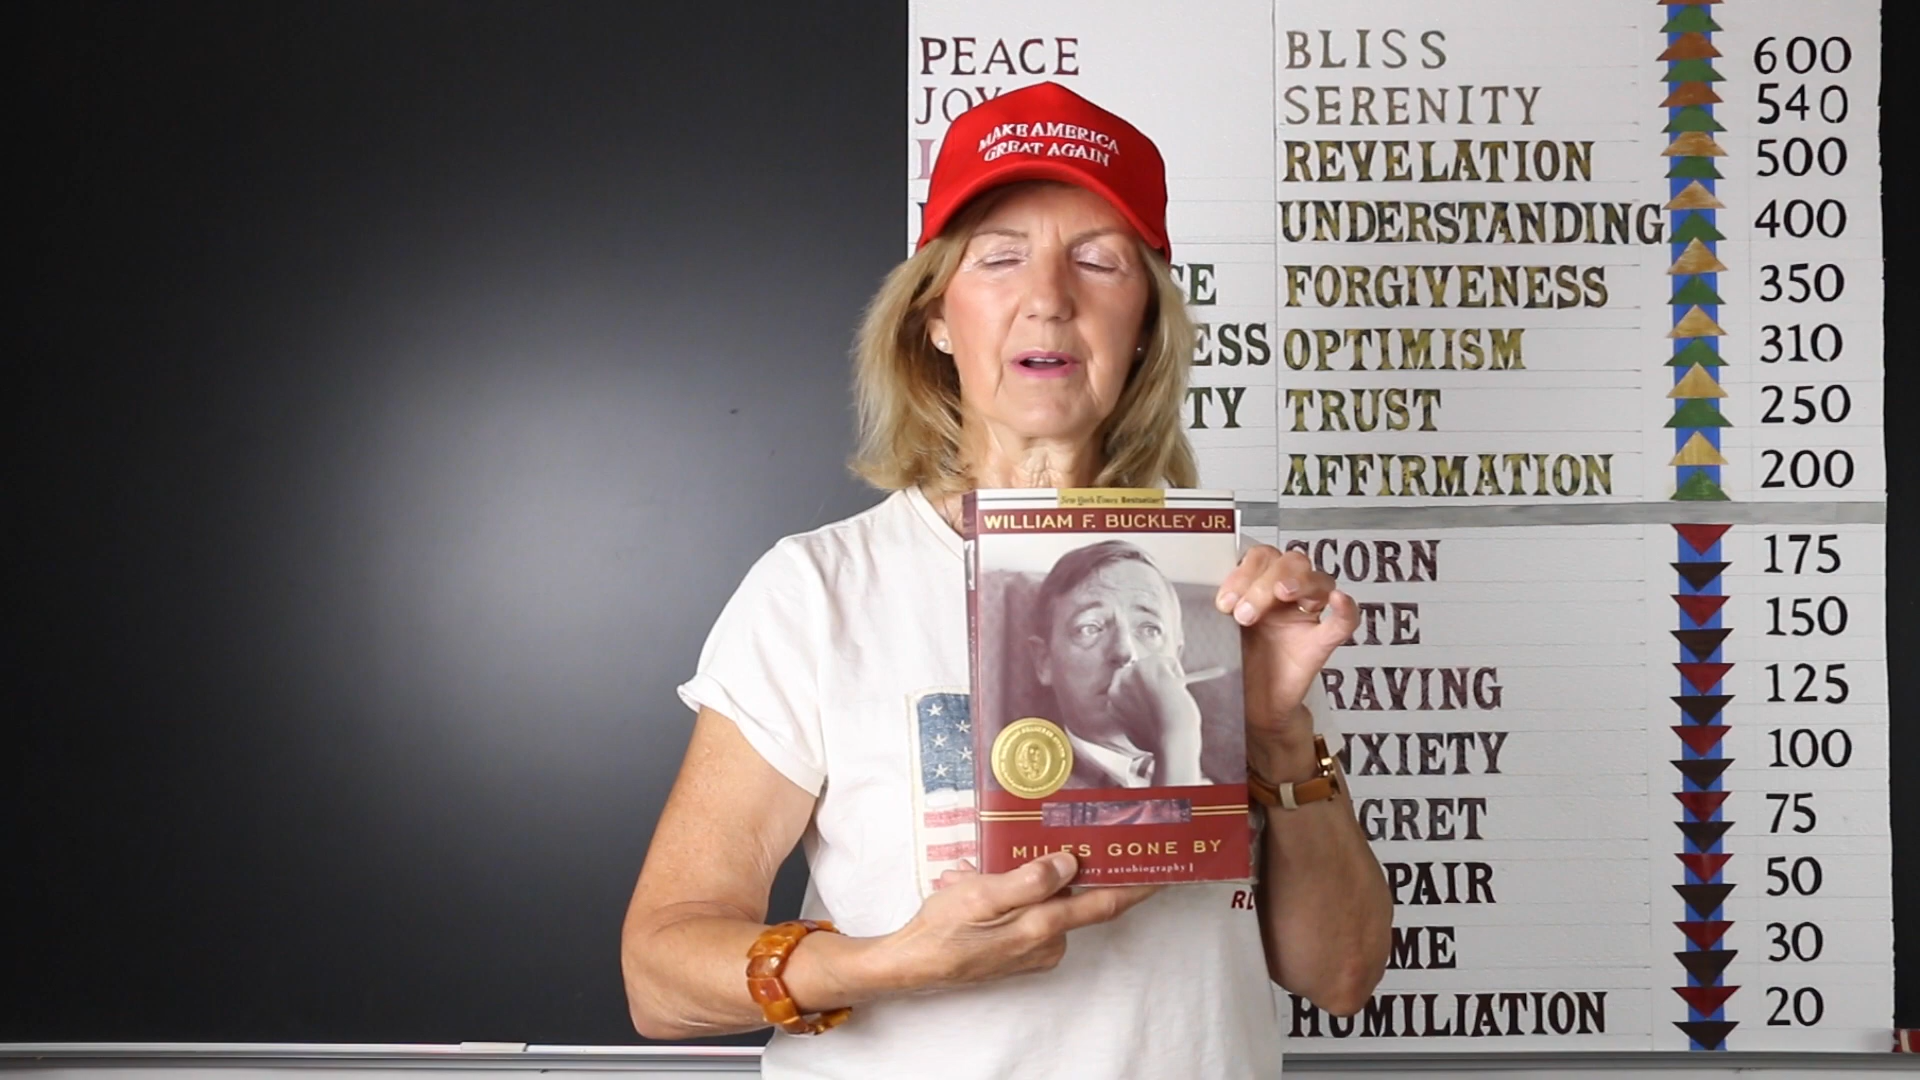 PEACE BLISS 600
JOY SERENITY 540
REVELATION 500
UNDERSTANDING 400
FORGIVENESS 350
OPTIMISM 310
TRUST 250
AFFIRMATION 200
SCORN 175
150
125
ANXIETY 100
75
50
30
HUMILIATION 20
MAKE AMERICA
GREAT AGAIN
New York Times Bestseller
WILLIAM F. BUCKLEY JR.
MILES GONE BY
autobiography